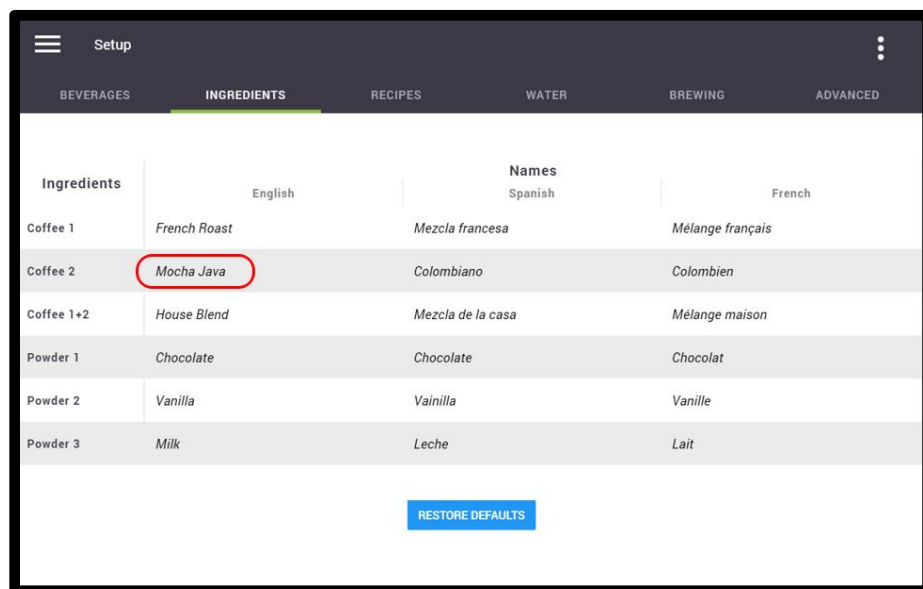 Setup
BEVERAGES INGREDIENTS RECIPES WATER BREWING ADVANCED
Ingredients Names
English Spanish French
Coffee 1 French Roast Mezcla francesa Mélange français
Coffee 2 Mocha Java Colombiano Colombien
Coffee 1+2 House Blend Mezcla de la casa Mélange maison
Powder 1 Chocolate Chocolate Chocolat
Powder 2 Vanilla Vainilla Vanille
Powder 3 Milk Leche Lait
RESTORE DEFAULTS